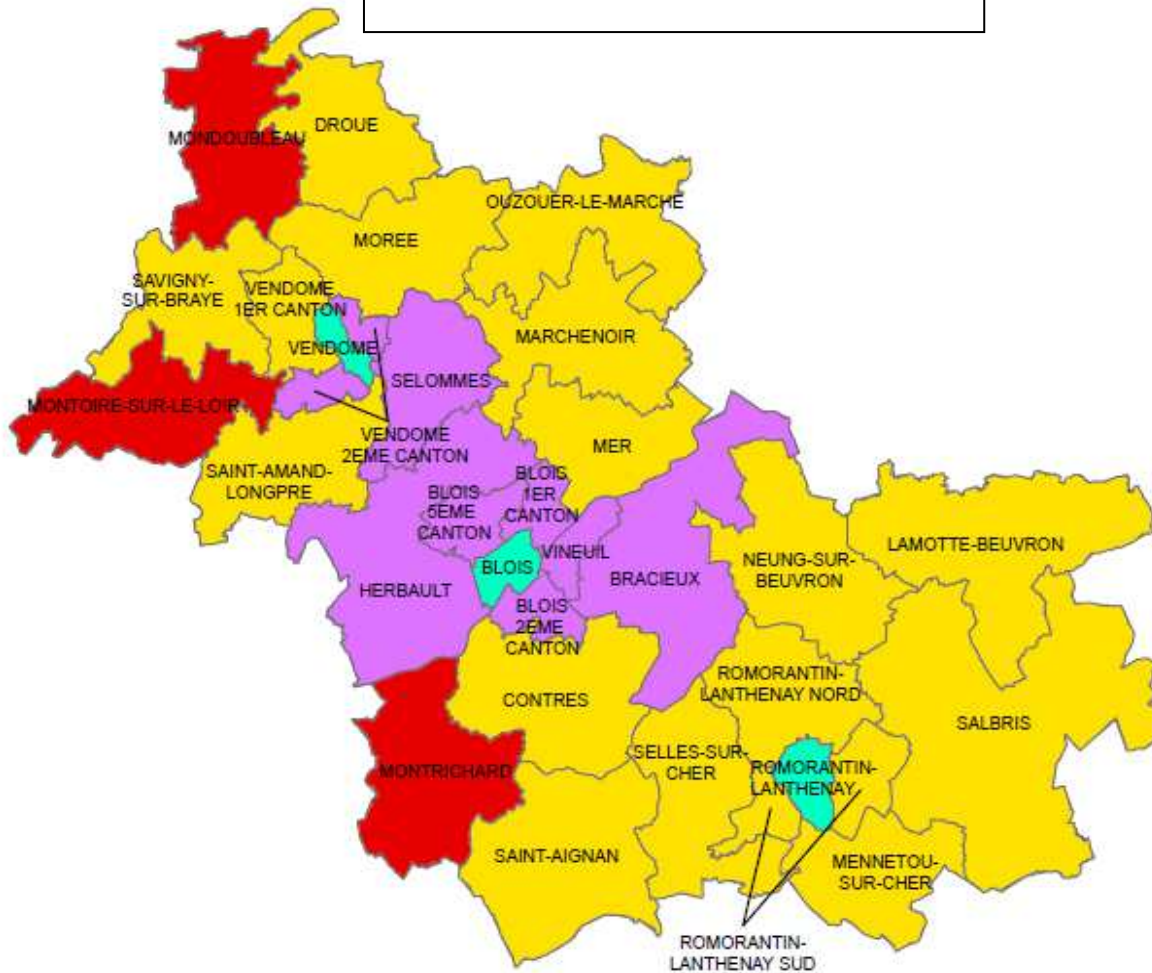 MONDOUBLEAU
DROUE
OUZOUER-LE-MARCHE
MOREE
SAVIGNY-
SUR-BRAYE
VENDOME
1ER CANTON
MARCHENOIR
VENDOME
SELOMMES
MONTOIRE-SUR-LE-LOIR
VENDOME
2EME CANTON
MER
SAINT-AMAND-
LONGPRE
BLOIS
1ER
CANTON
BLOIS
5EME
CANTON
LAMOTTE-BEUVRON
VINEUIL
NEUNG-SUR-
BEUVRON
BLOIS
BRACIEUX
HERBAULT
BLOIS
2EME
CANTON
ROMORANTIN-
LANTHENAY NORD
CONTRES
SALBRIS
SELLES-SUR-
CHER
MONTRICHARD
ROMORANTIN-
LANTHENAY
SAINT-AIGNAN
MENNETOU-
SUR-CHER
ROMORANTIN-
LANTHENAY SUD